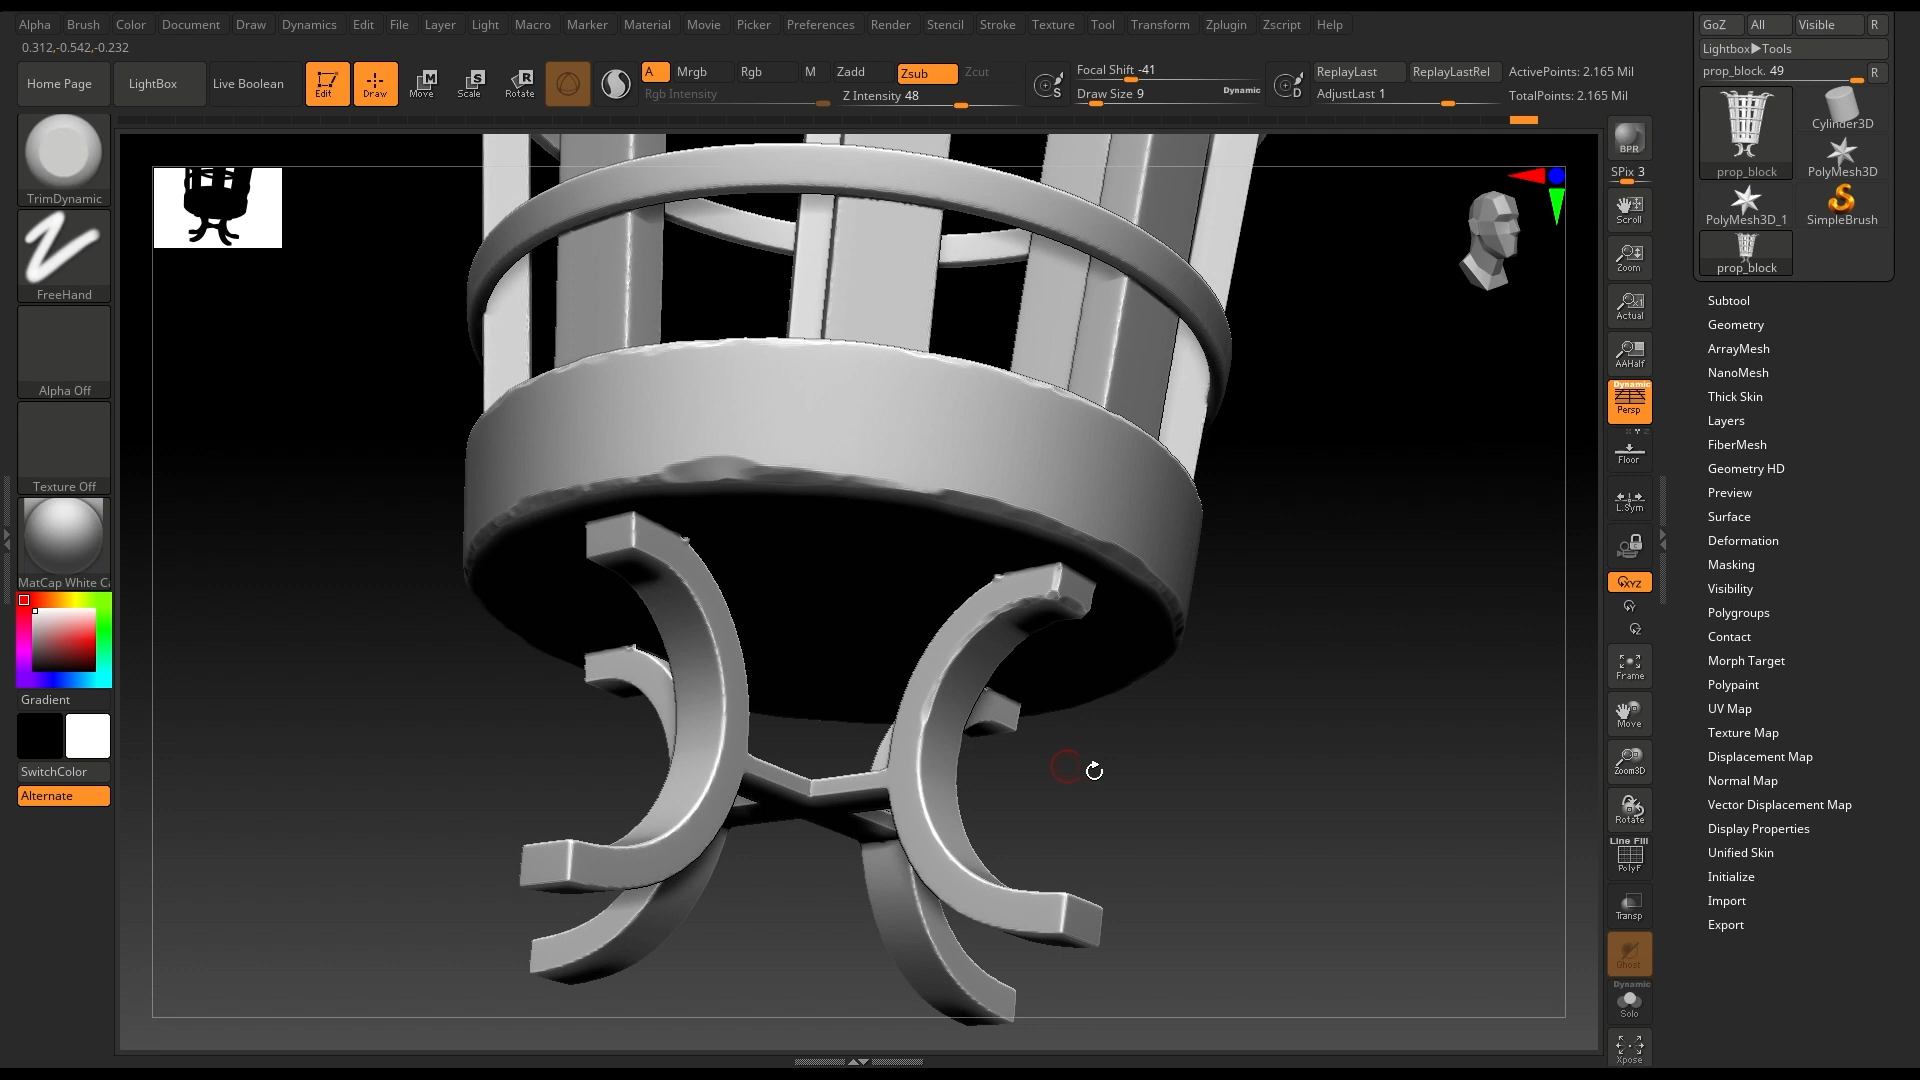 Alpha Brush Color Document Draw Dynamics Edit File Layer Light Macro Marker Material Movie Picker Preferences Render Stencil Stroke Texture Tool Transform Zplugin Zscript Help
0.312,-0.542,-0.232
Home Page LightBox Live Boolean Edit Draw Move Scale Rotate
A Mrgb Rgb M Zadd Zsub Zcut
Rgb Intensity Z Intensity 48
Focal Shift -41
Draw Size 9 Dynamic
ReplayLast ReplayLastRel
AdjustLast 1
ActivePoints: 2.165 Mil
TotalPoints: 2.165 Mil
TrimDynamic
FreeHand
Alpha Off
Texture Off
MatCap White Ca
Gradient
SwitchColor
Alternate
BPR
SPix 3
Scroll
Zoom
Actual
AAHalf
Dynamic
Persp
Floor
L.Sym
XYZ
Frame
Move
Zoom3D
Rotate
Line Fill
PolyF
Transp
Ghost
Dynamic
Solo
Xpose
GoZ All Visible R
Lightbox▶Tools
prop_block. 49 R
prop_block
Cylinder3D
PolyMesh3D
PolyMesh3D_1
SimpleBrush
prop_block
Subtool
Geometry
ArrayMesh
NanoMesh
Thick Skin
Layers
FiberMesh
Geometry HD
Preview
Surface
Deformation
Masking
Visibility
Polygroups
Contact
Morph Target
Polypaint
UV Map
Texture Map
Displacement Map
Normal Map
Vector Displacement Map
Display Properties
Unified Skin
Initialize
Import
Export